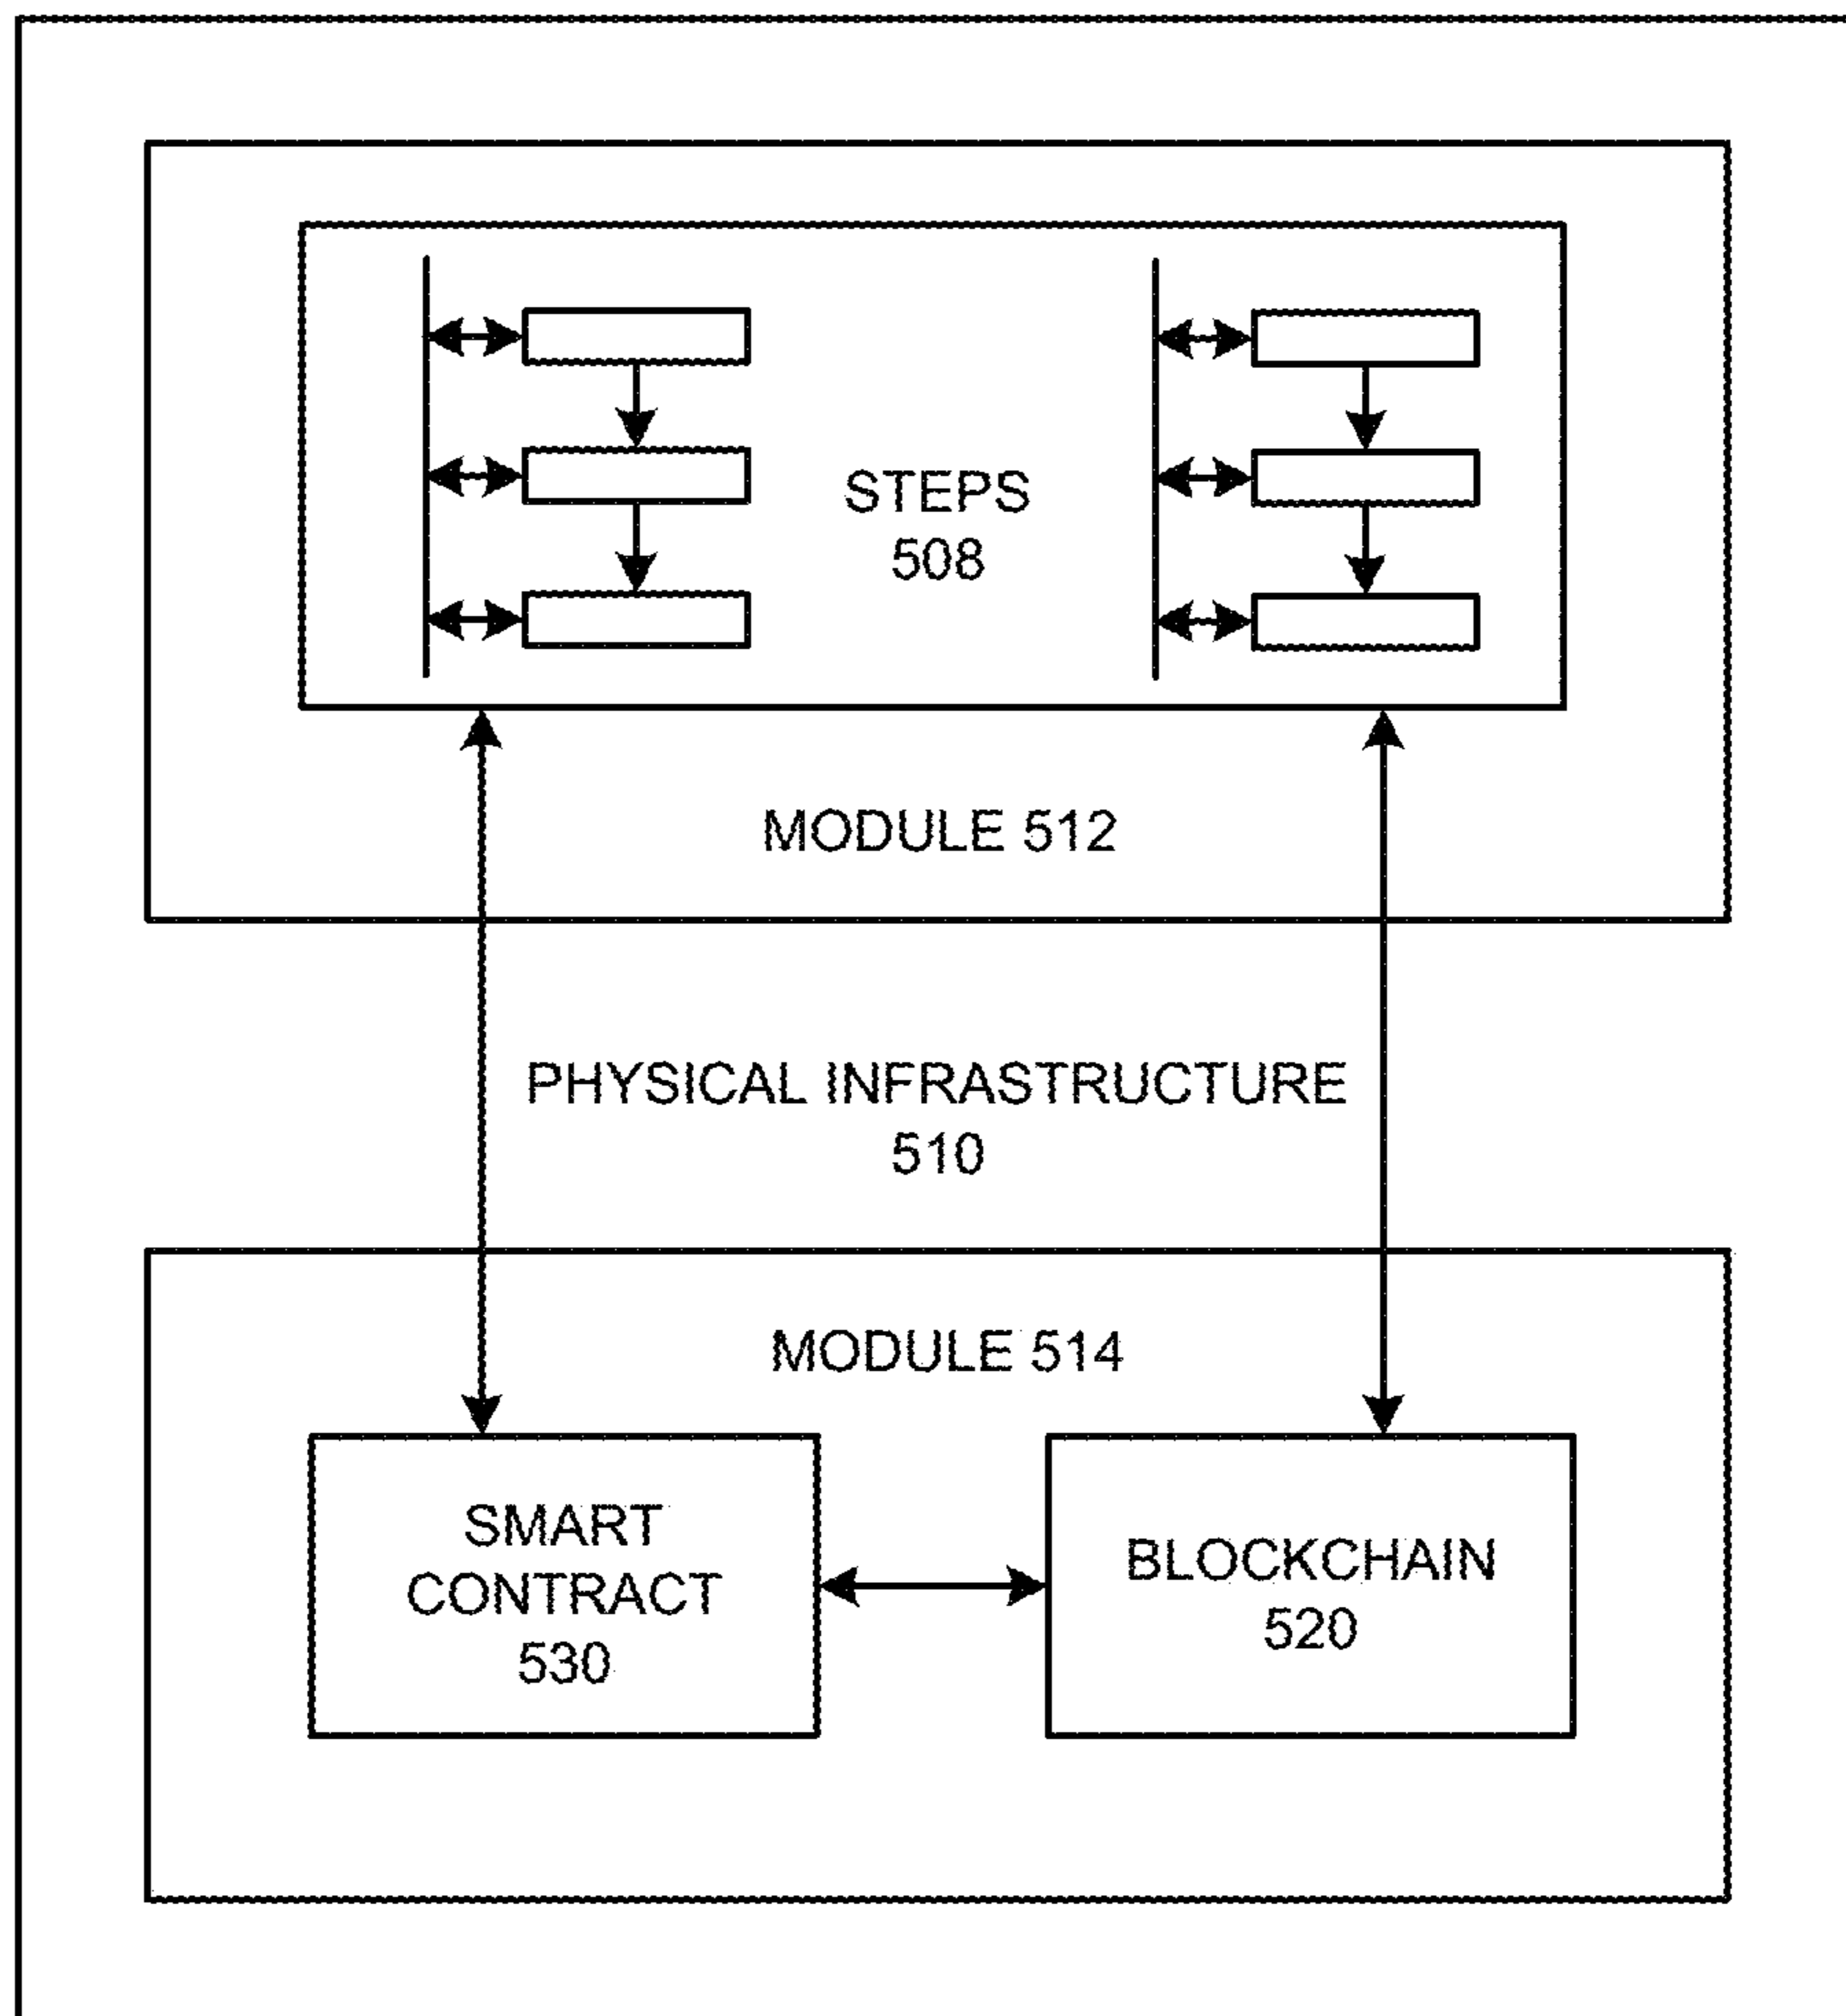 STEPS
508
MODULE 512
PHYSICAL INFRASTRUCTURE
510
MODULE 514
SMART
CONTRACT
530
BLOCKCHAIN
520